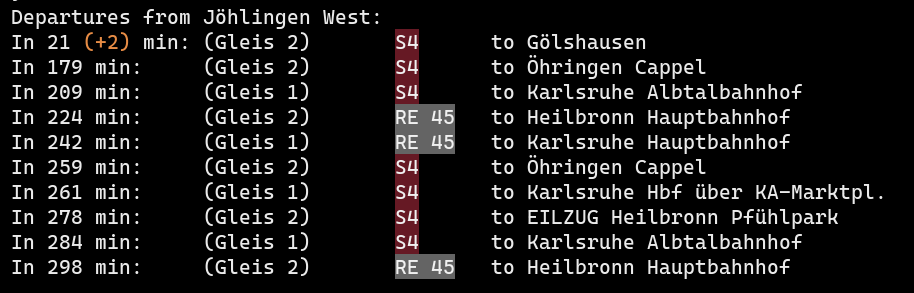 Departures from Jöhlingen West:
In 21 (+2) min: (Gleis 2) S4 to Gölshausen
In 179 min: (Gleis 2) S4 to Öhringen Cappel
In 209 min: (Gleis 1) S4 to Karlsruhe Albtalbahnhof
In 224 min: (Gleis 2) RE 45 to Heilbronn Hauptbahnhof
In 242 min: (Gleis 1) RE 45 to Karlsruhe Hauptbahnhof
In 259 min: (Gleis 2) S4 to Öhringen Cappel
In 261 min: (Gleis 1) S4 to Karlsruhe Hbf über KA-Marktpl.
In 278 min: (Gleis 2) S4 to EILZUG Heilbronn Pfühlpark
In 284 min: (Gleis 1) S4 to Karlsruhe Albtalbahnhof
In 298 min: (Gleis 2) RE 45 to Heilbronn Hauptbahnhof